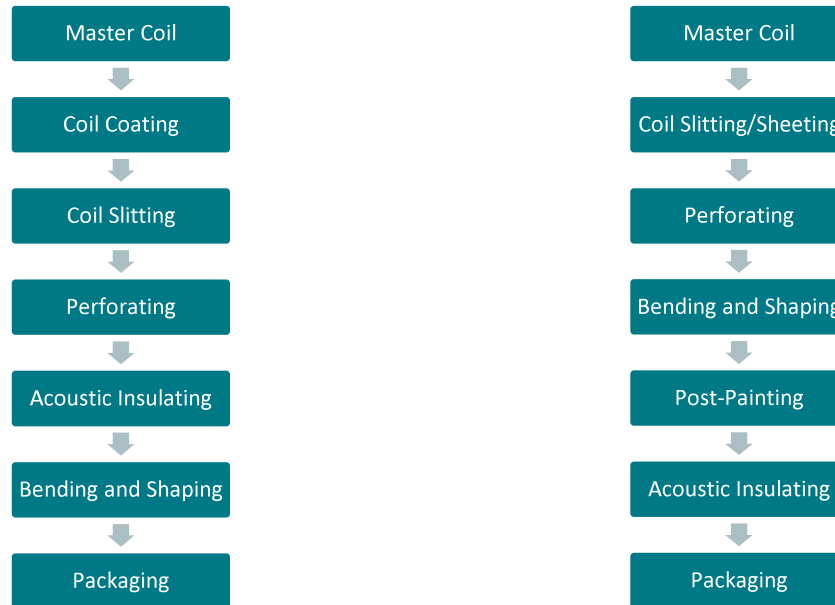 Master Coil
Coil Coating
Coil Slitting
Perforating
Acoustic Insulating
Bending and Shaping
Packaging
Master Coil
Coil Slitting/Sheeting
Perforating
Bending and Shaping
Post-Painting
Acoustic Insulating
Packaging